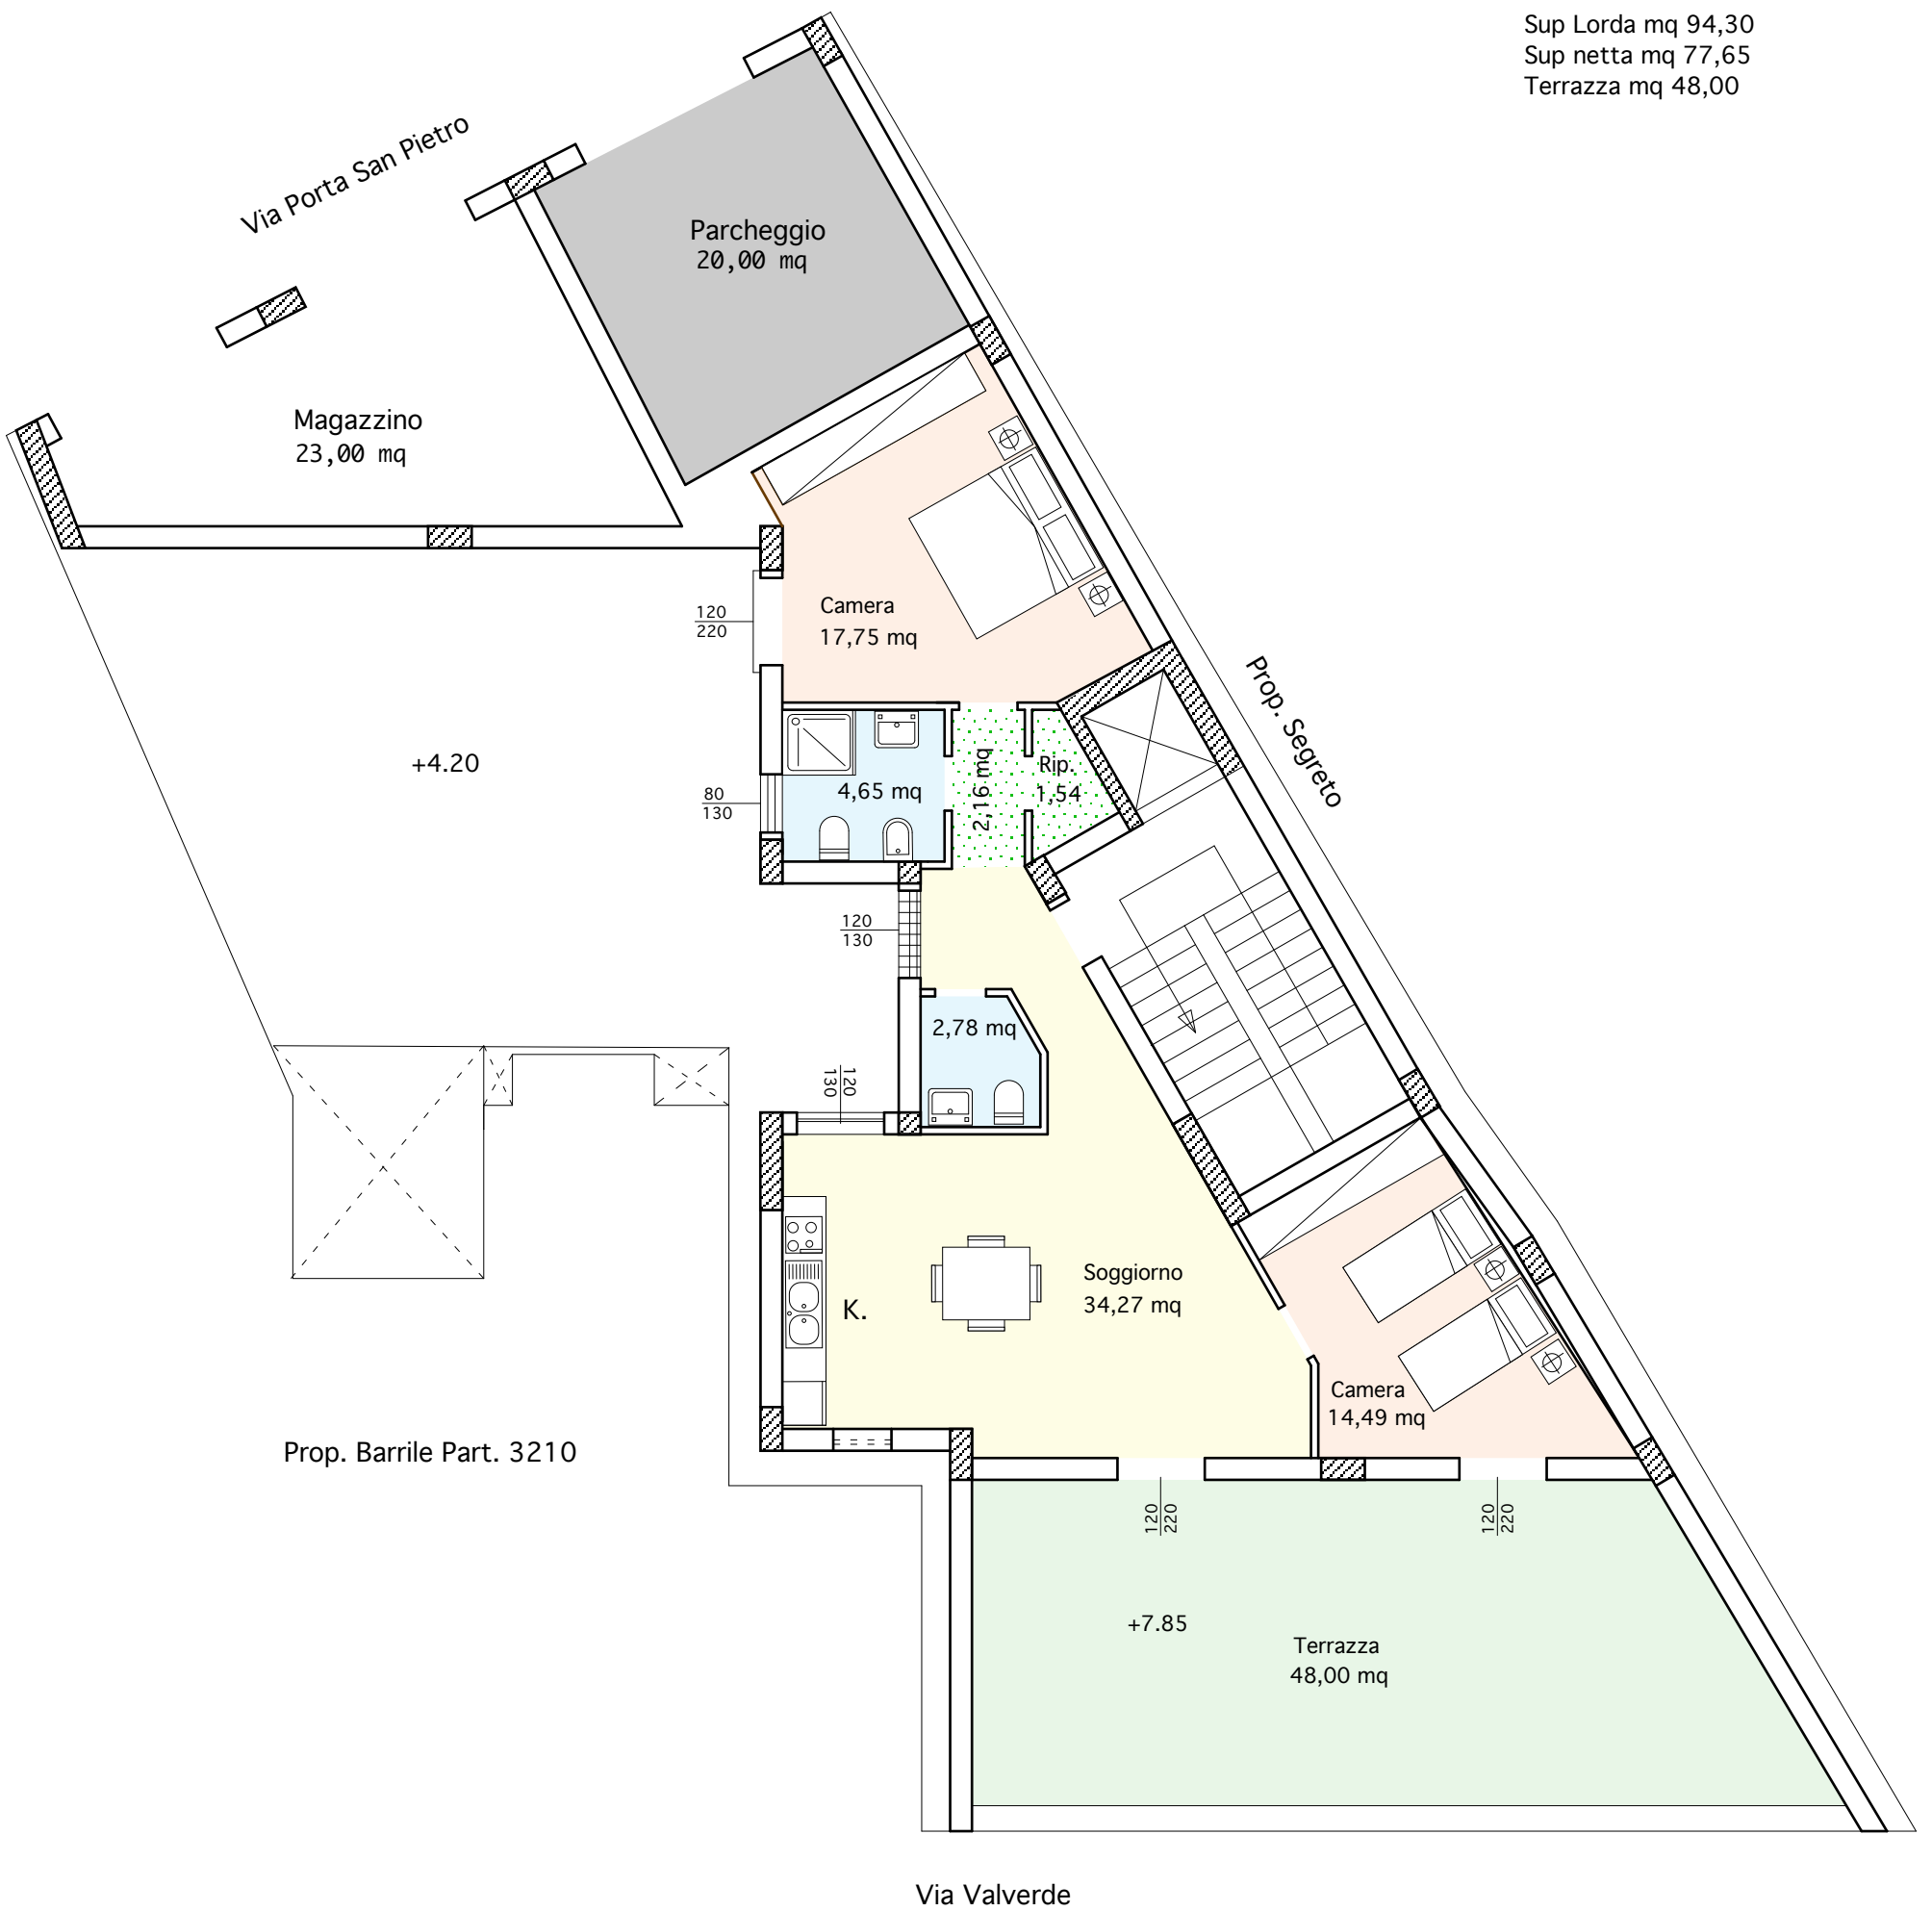 Sup Lorda mq 94,30
Sup netta mq 77,65
Terrazza mq 48,00
Via Porta San Pietro
Parcheggio
20,00 mq
Magazzino
23,00 mq
Camera
17,75 mq
120
220
Prop. Segreto
+4.20
80
130
4,65 mq
2,16 mq
Rip.
1,54
120
130
2,78 mq
120
130
K.
Soggiorno
34,27 mq
Camera
14,49 mq
Prop. Barrile Part. 3210
120
220
120
220
+7.85
Terrazza
48,00 mq
Via Valverde